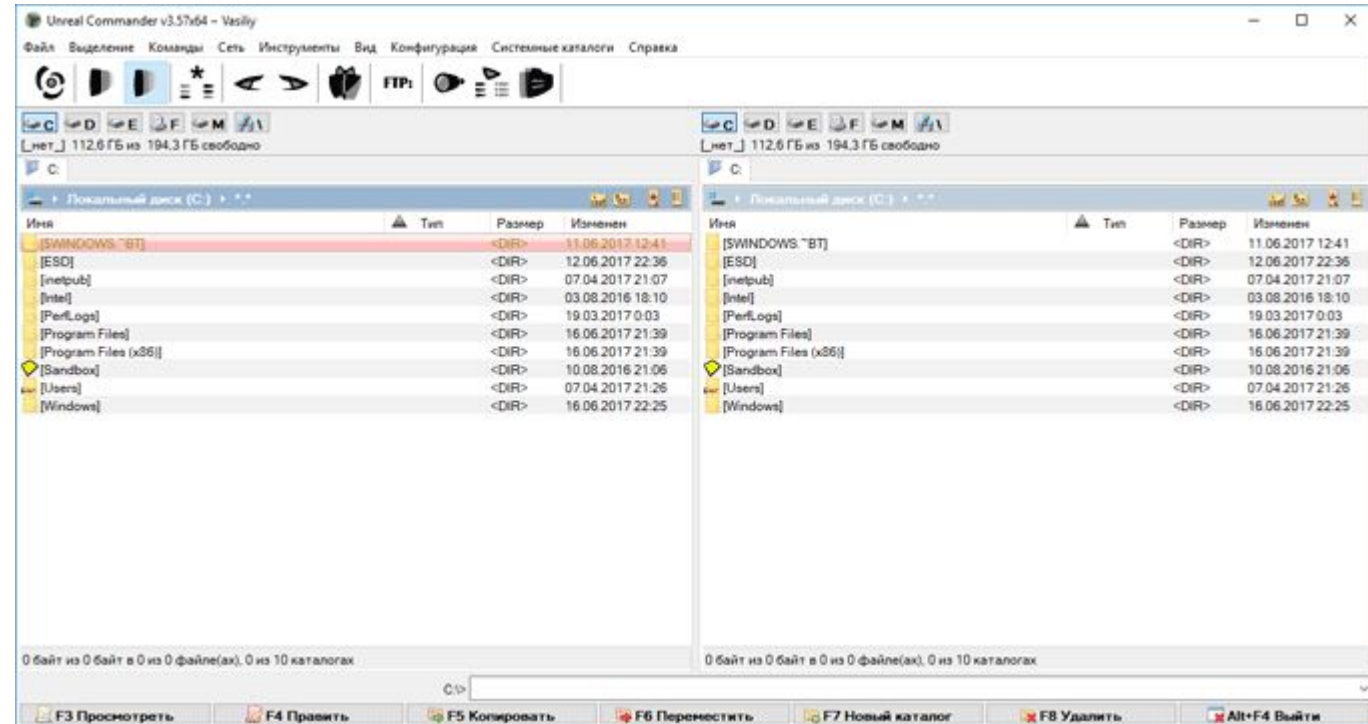 Unreal Commander v3.57x64 – Vasiliy
Файл Выделение Команды Сеть Инструменты Вид Конфигурация Системные каталоги Справка
FTP:
C D E F M \
[_нет_] 112,6 ГБ из 194,3 ГБ свободно
C:
Локальный диск (C:) *.*
Имя Тип Размер Изменен
[$WINDOWS.~BT] <DIR> 11.06.2017 12:41
[ESD] <DIR> 12.06.2017 22:36
[inetpub] <DIR> 07.04.2017 21:07
[Intel] <DIR> 03.08.2016 18:10
[PerfLogs] <DIR> 19.03.2017 0:03
[Program Files] <DIR> 16.06.2017 21:39
[Program Files (x86)] <DIR> 16.06.2017 21:39
[Sandbox] <DIR> 10.08.2016 21:06
[Users] <DIR> 07.04.2017 21:26
[Windows] <DIR> 16.06.2017 22:25
0 байт из 0 байт в 0 из 0 файле(ах), 0 из 10 каталогах
C D E F M \
[_нет_] 112,6 ГБ из 194,3 ГБ свободно
C:
Локальный диск (C:) *.*
Имя Тип Размер Изменен
[$WINDOWS.~BT] <DIR> 11.06.2017 12:41
[ESD] <DIR> 12.06.2017 22:36
[inetpub] <DIR> 07.04.2017 21:07
[Intel] <DIR> 03.08.2016 18:10
[PerfLogs] <DIR> 19.03.2017 0:03
[Program Files] <DIR> 16.06.2017 21:39
[Program Files (x86)] <DIR> 16.06.2017 21:39
[Sandbox] <DIR> 10.08.2016 21:06
[Users] <DIR> 07.04.2017 21:26
[Windows] <DIR> 16.06.2017 22:25
0 байт из 0 байт в 0 из 0 файле(ах), 0 из 10 каталогах
C:\>
F3 Просмотреть F4 Править F5 Копировать F6 Переместить F7 Новый каталог F8 Удалить Alt+F4 Выйти